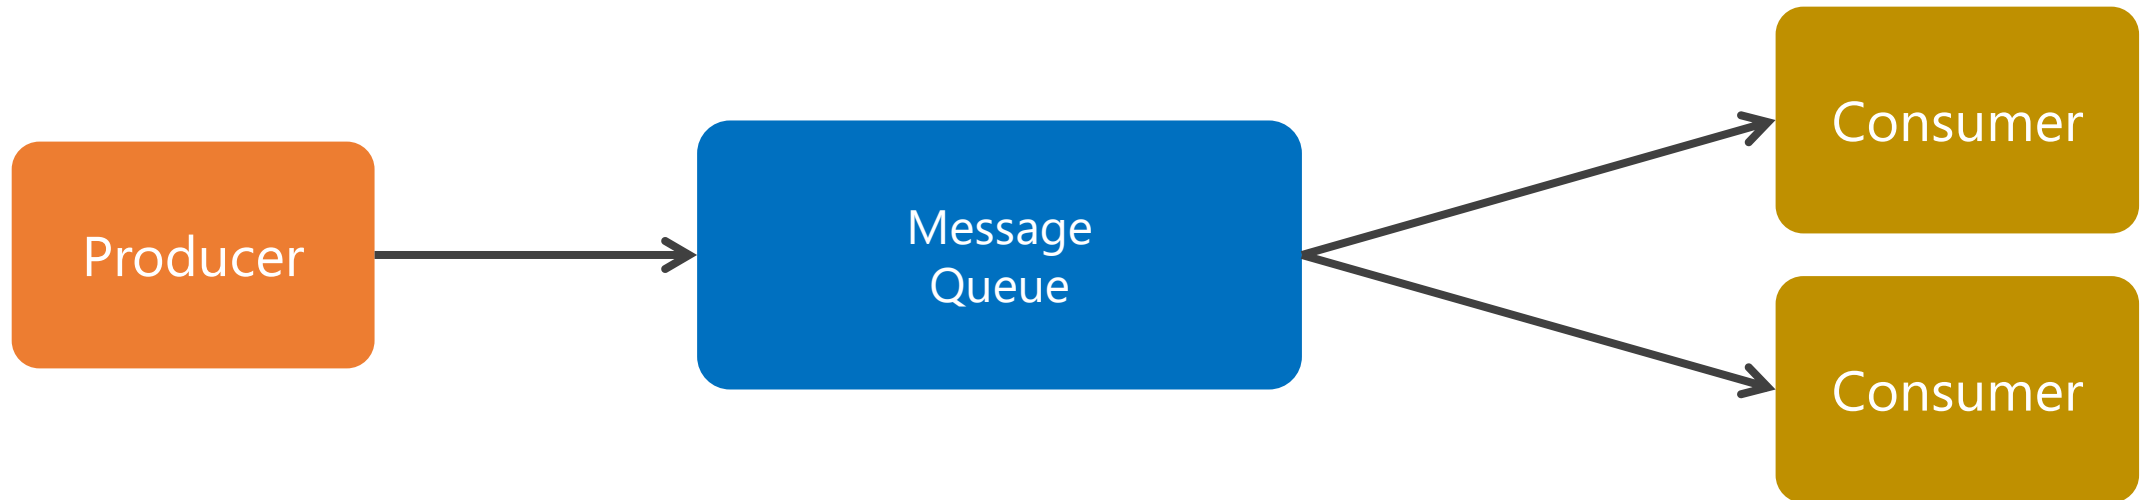 Producer
Message
Queue
Consumer
Consumer